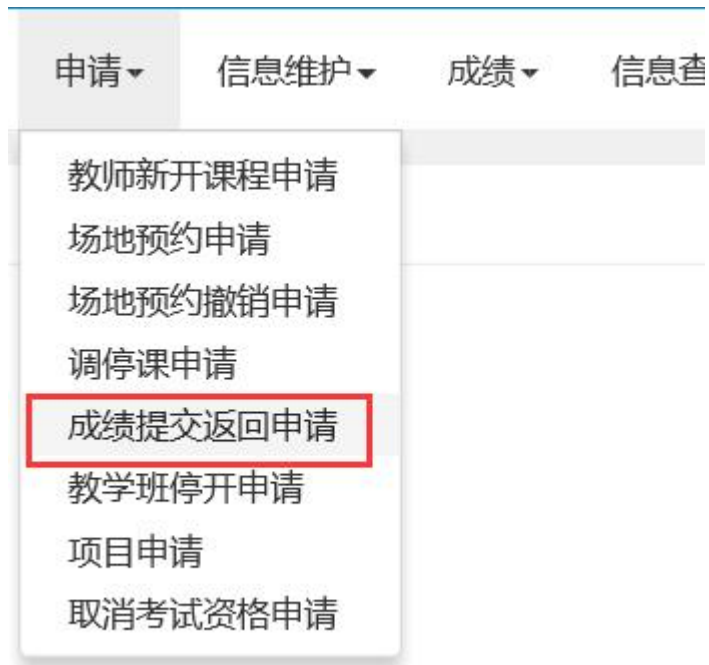 申请 信息维护 成绩 信息查
教师新开课程申请
场地预约申请
场地预约撤销申请
调停课申请
成绩提交返回申请
教学班停开申请
项目申请
取消考试资格申请